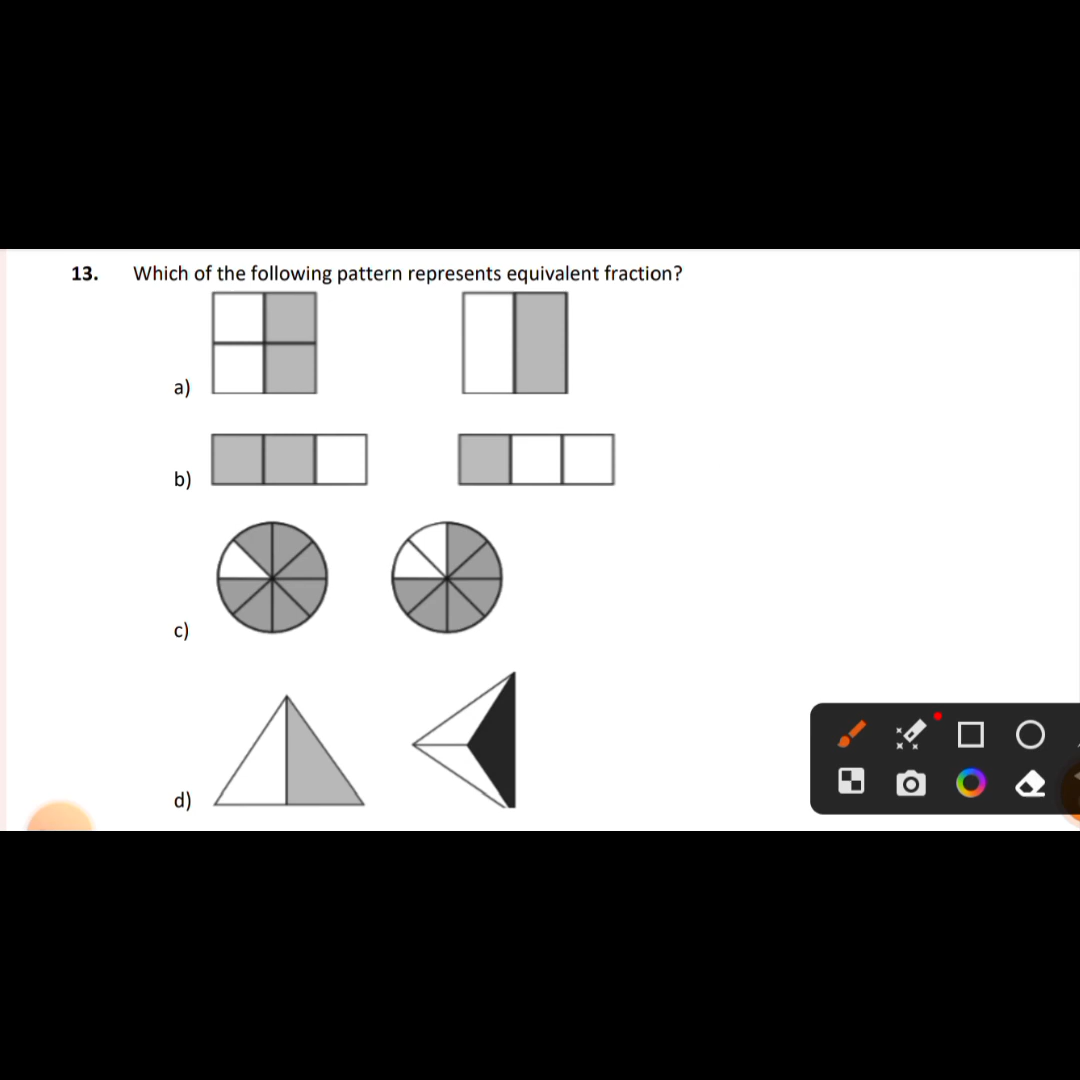 13. Which of the following pattern represents equivalent fraction?
a)
b)
c)
d)